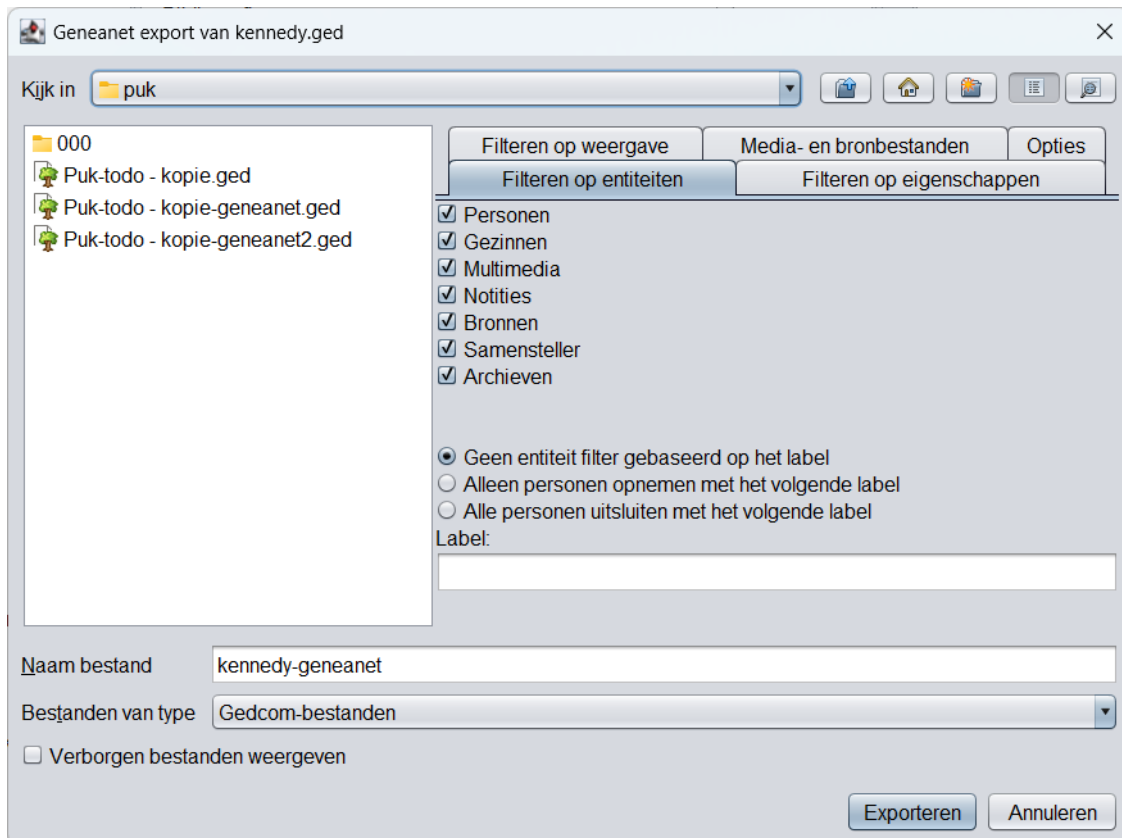 Geneanet export van kennedy.ged
Kijk in puk
000
Puk-todo - kopie.ged
Puk-todo - kopie-geneanet.ged
Puk-todo - kopie-geneanet2.ged
Filteren op weergave Media- en bronbestanden Opties
Filteren op entiteiten Filteren op eigenschappen
Personen
Gezinnen
Multimedia
Notities
Bronnen
Samensteller
Archieven
Geen entiteit filter gebaseerd op het label
Alleen personen opnemen met het volgende label
Alle personen uitsluiten met het volgende label
Label:
Naam bestand kennedy-geneanet
Bestanden van type Gedcom-bestanden
Verborgen bestanden weergeven
Exporteren Annuleren